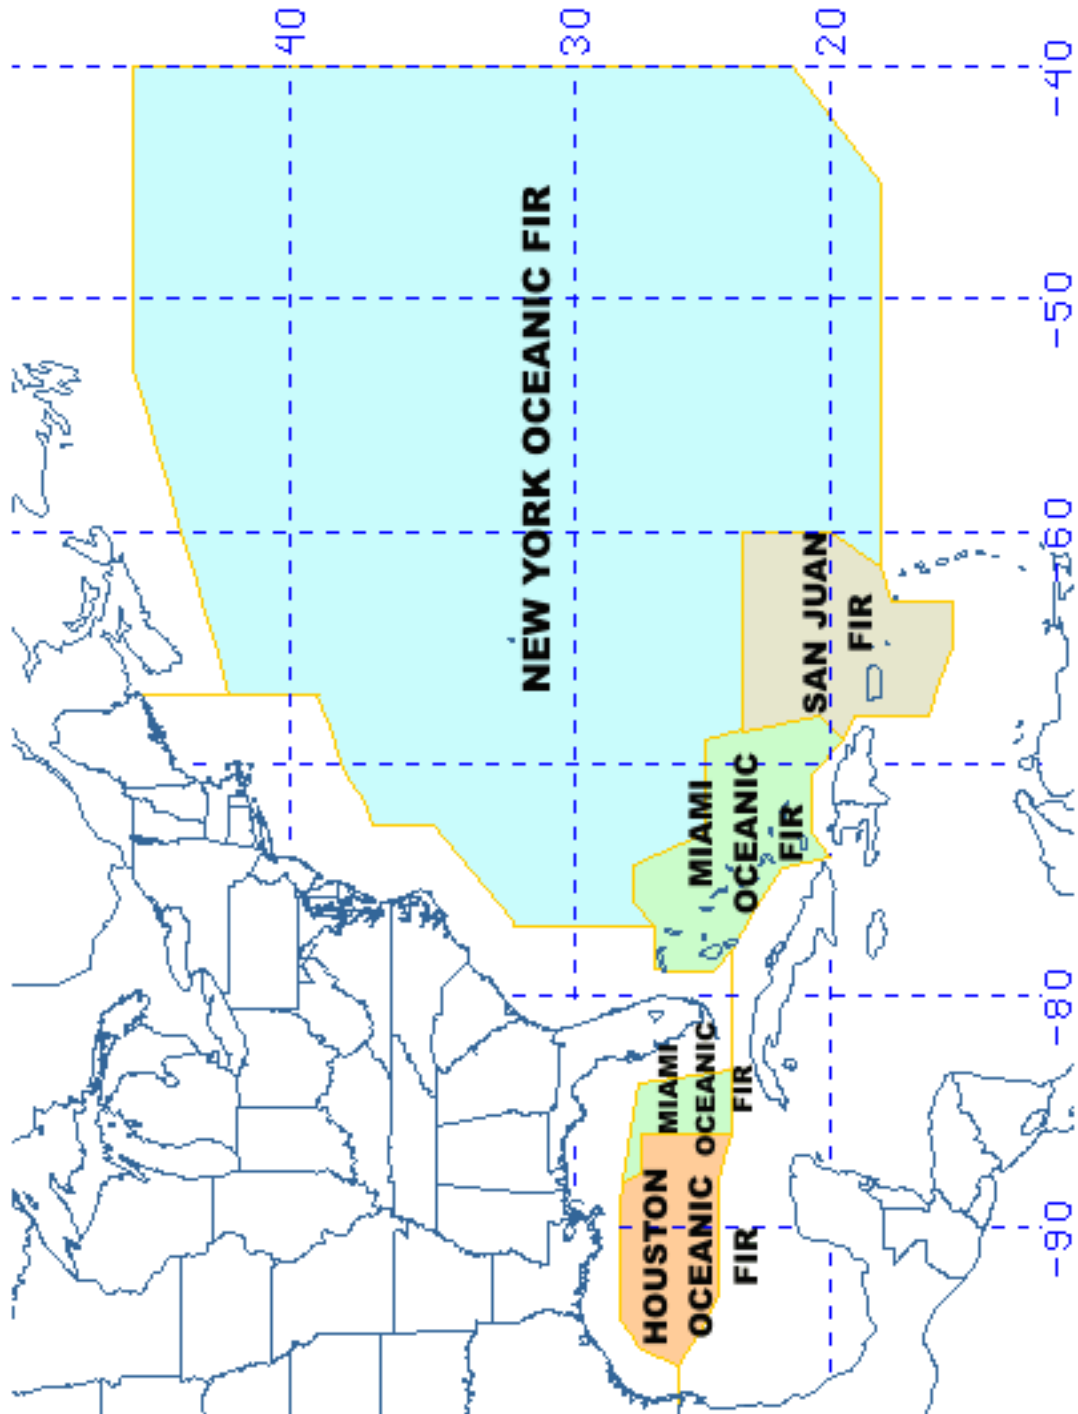 40
NEW YORK OCEANIC FIR
30
HOUSTON
OCEANIC
FIR
MIAMI
OCEANIC
FIR
MIAMI
OCEANIC
FIR
SAN JUAN
FIR
20
-90
-80
-60
-50
-40